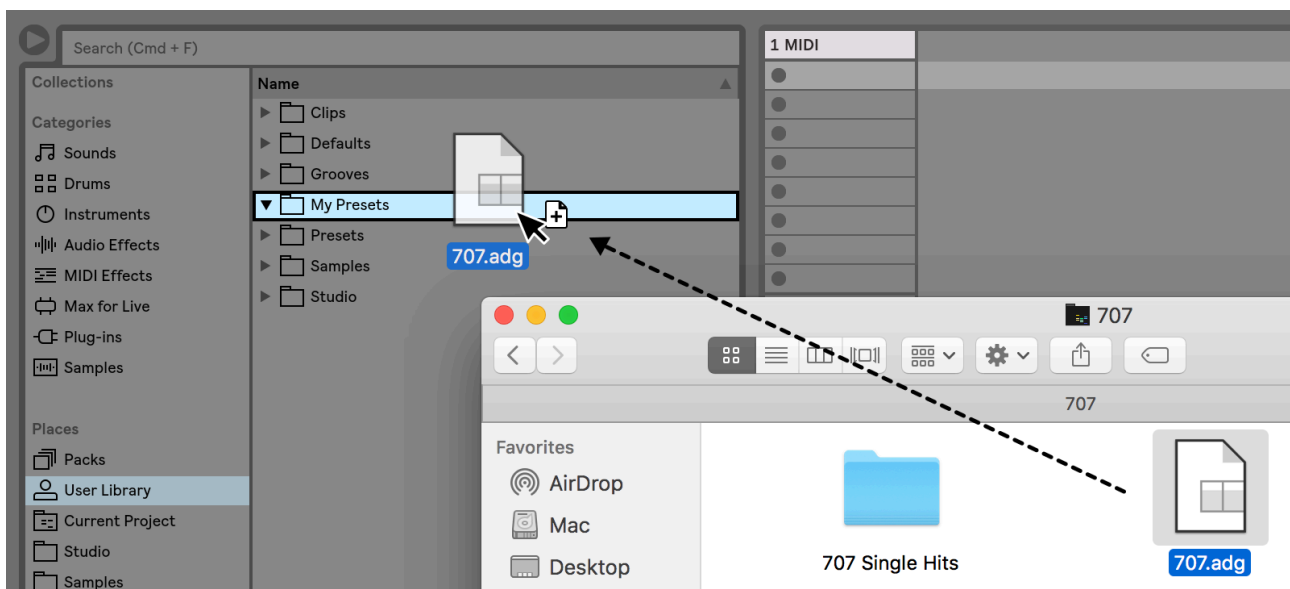 Search (Cmd + F)
Collections
Categories
Sounds
Drums
Instruments
Audio Effects
MIDI Effects
Max for Live
Plug-ins
Samples
Places
Packs
User Library
Current Project
Studio
Samples
Name
Clips
Defaults
Grooves
My Presets
Presets
Samples
Studio
707.adg
1 MIDI
707
707
Favorites
AirDrop
Mac
Desktop
707 Single Hits
707.adg